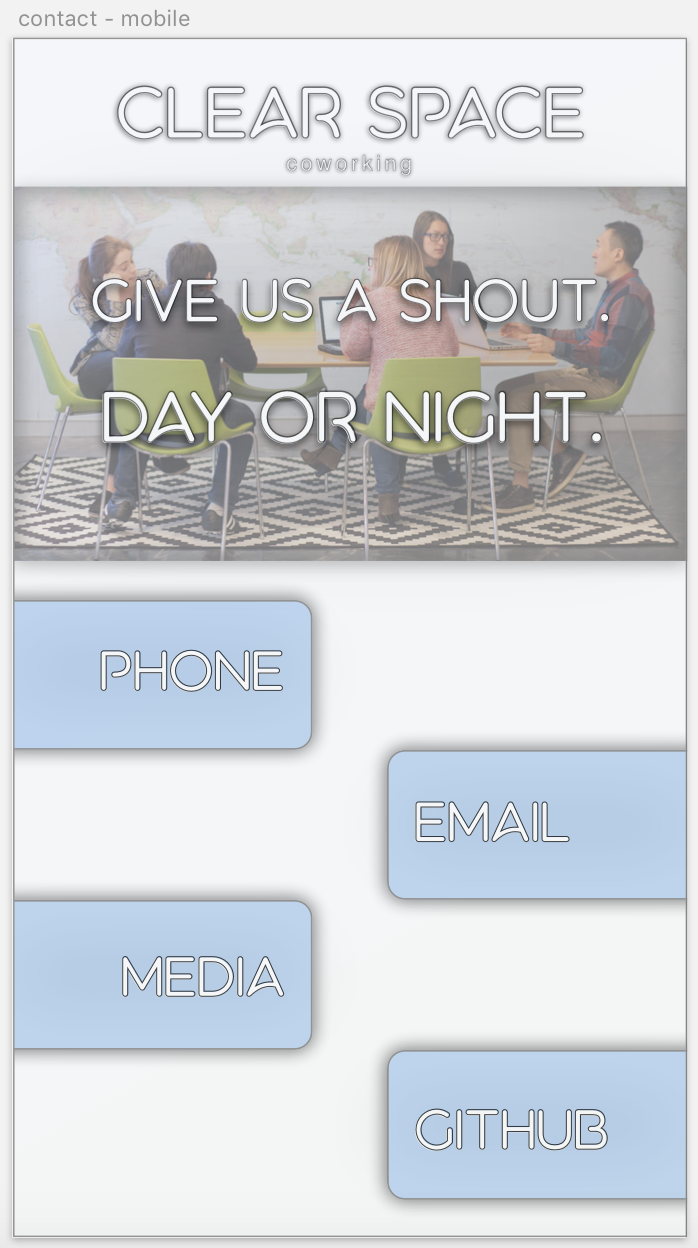 contact - mobile
CLEAR SPACE
coworking
GIVE US A SHOUT.
DAY OR NIGHT.
PHONE
EMAIL
MEDIA
GITHUB